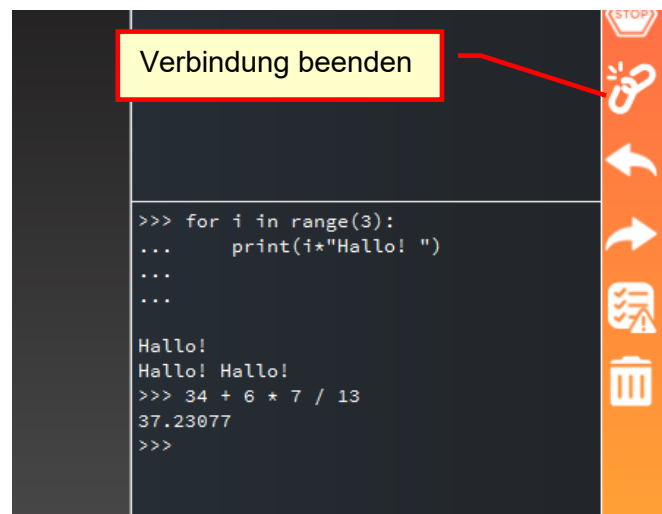 STOP
Verbindung beenden
>>> for i in range(3):
...     print(i*"Hallo! ")
...
...
Hallo!
Hallo! Hallo!
>>> 34 + 6 * 7 / 13
37.23077
>>>